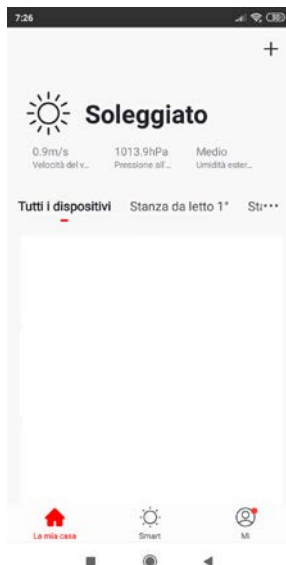 7:26
+
Soleggiato
0.9m/s 1013.9hPa Medio
Velocità del v... Pressione all'... Umidità ester...
Tutti i dispositivi Stanza da letto 1° Sta···
La mia casa Smart Mi